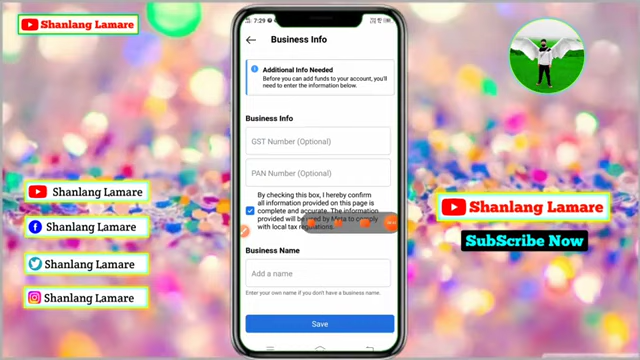 Shanlang Lamare
7:29
Business Info
Additional Info Needed
Before you can add funds to your account, you'll
need to enter the information below.
Business Info
GST Number (Optional)
PAN Number (Optional)
By checking this box, I hereby confirm
all information provided on this page is
complete and accurate. The information
provided will be used by Meta to comply
with local tax regulations.
Business Name
Add a name
Enter your own name if you don't have a business name.
Save
Shanlang Lamare
Shanlang Lamare
Shanlang Lamare
Shanlang Lamare
Shanlang Lamare
SubScribe Now